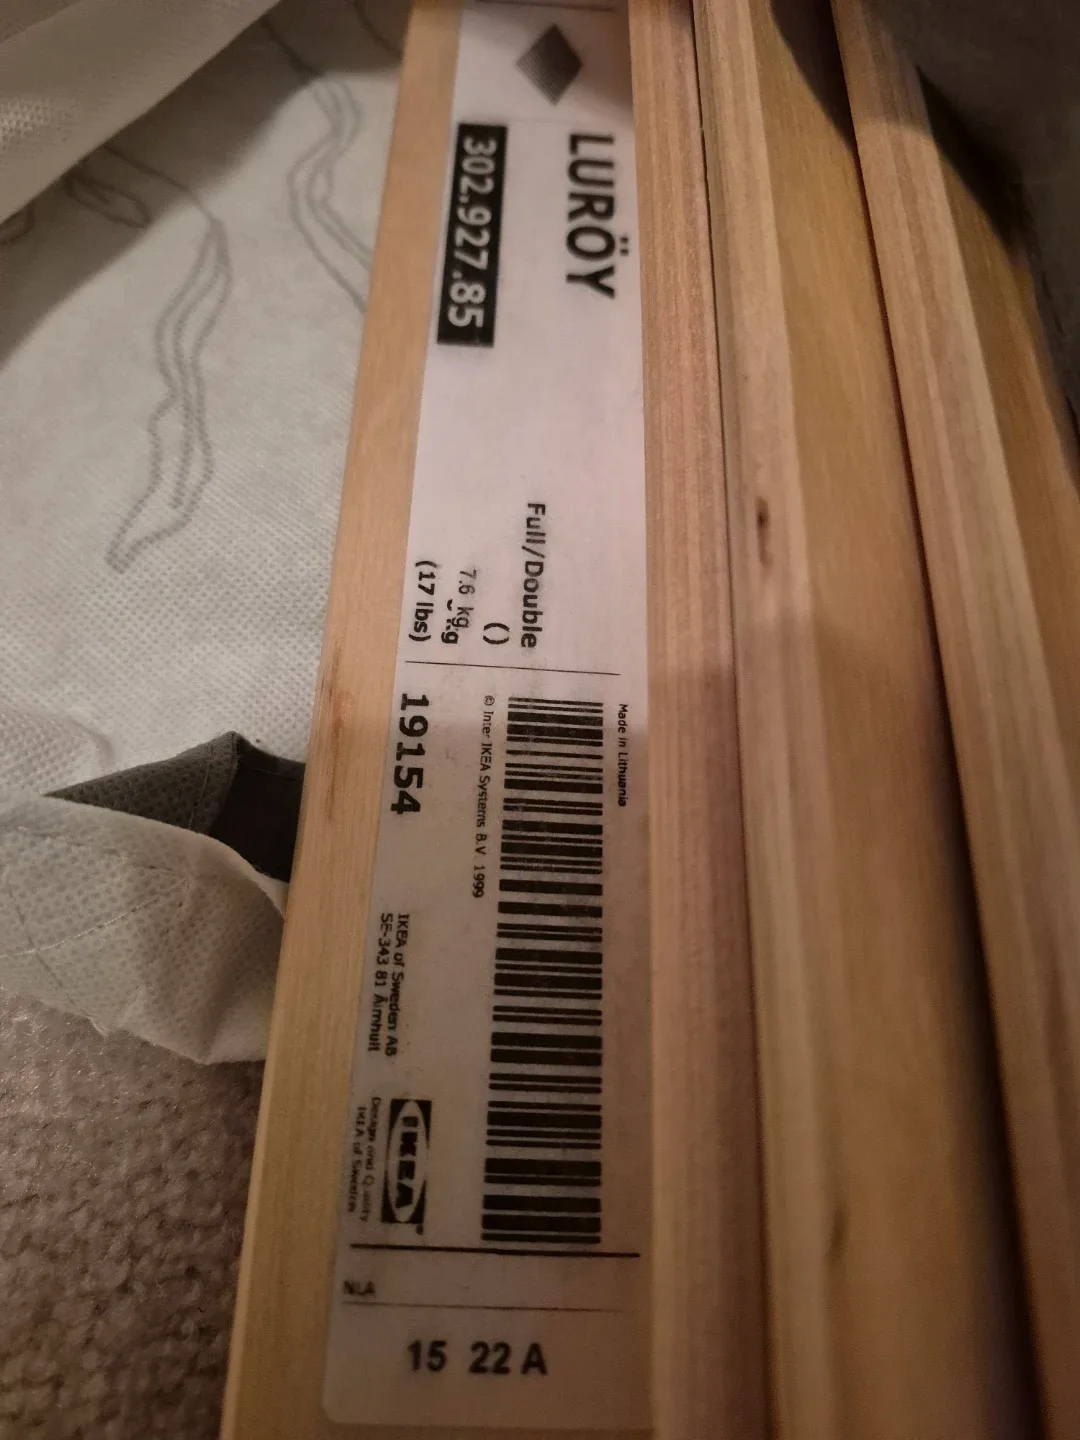 LURÖY
302.927.85
Full/Double
()
7.6 kg
(17 lbs)
Made in Lithuania
© Inter IKEA Systems B.V. 1999
19154
IKEA of Sweden AB
SE-343 81 Älmhult
IKEA®
Design and Quality
IKEA of Sweden
NLA
15 22 A